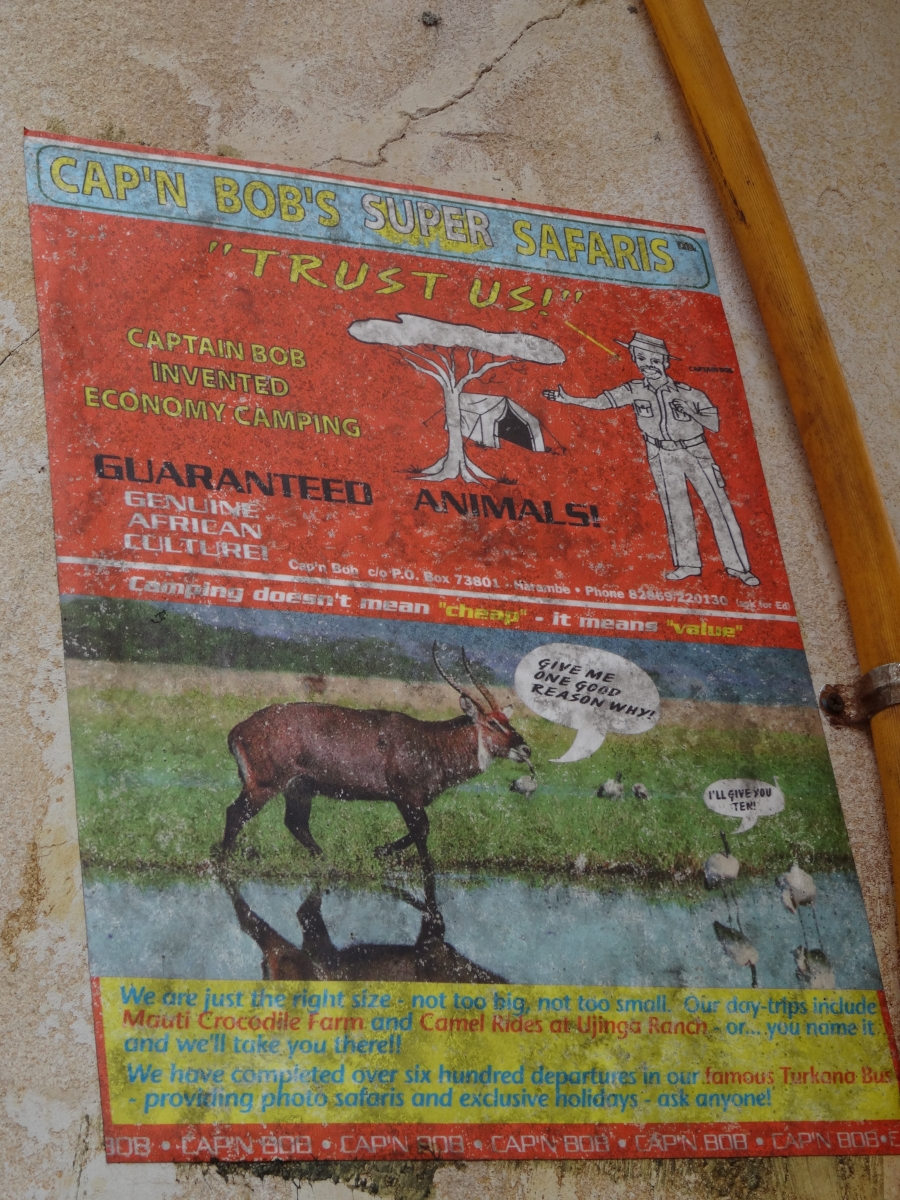 CAP'N BOB'S SUPER SAFARIS
"TRUST US!"
CAPTAIN BOB
INVENTED
ECONOMY CAMPING
GUARANTEED ANIMALS!
GENUINE
AFRICAN
CULTURE!
Cap'n Bob c/o P.O. Box 73801 - Harambe • Phone 82869/220130 (ask for Ed)
Camping doesn't mean "cheap" - it means "value"
GIVE ME
ONE GOOD
REASON WHY!
I'LL GIVE YOU
TEN!
We are just the right size - not too big, not too small. Our day-trips include
Mauti Crocodile Farm and Camel Rides at Ujinga Ranch - or....you name it
and we'll take you there!!
We have completed over six hundred departures in our famous Turkana Bus
- providing photo safaris and exclusive holidays - ask anyone!
BOB • CAP'N BOB • CAP'N BOB • CAP'N BOB • CAP'N BOB • CAP'N BOB •